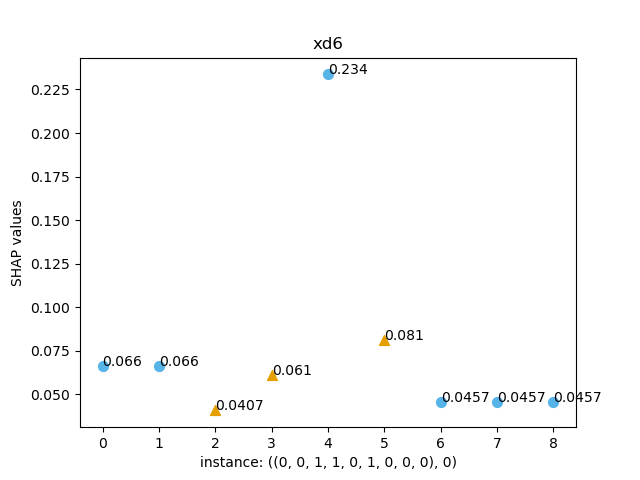 xd6
SHAP values
0.225
0.200
0.175
0.150
0.125
0.100
0.075
0.050
0.234
0.081
0.066 0.066
0.061
0.0457 0.0457 0.0457
0.0407
0 1 2 3 4 5 6 7 8
instance: ((0, 0, 1, 1, 0, 1, 0, 0, 0), 0)